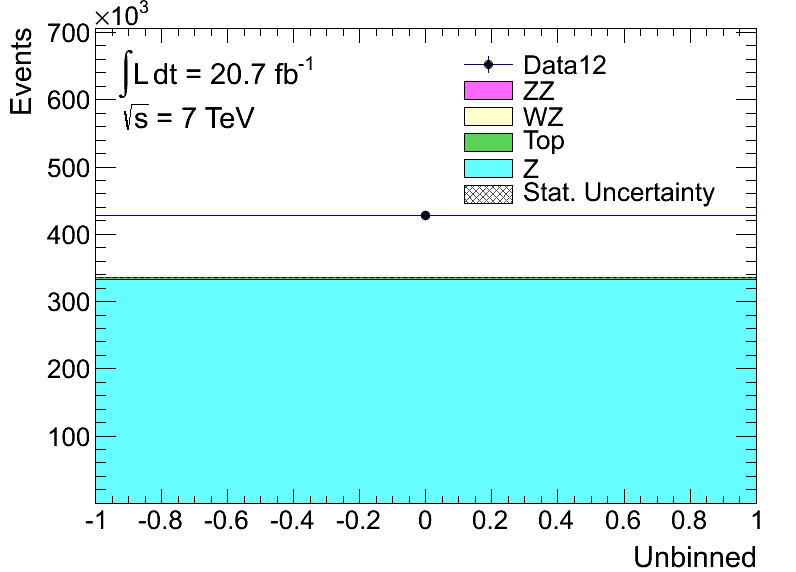 ×10³
Events
700
600
500
400
300
200
100
∫L dt = 20.7 fb⁻¹
√s = 7 TeV
Data12
ZZ
WZ
Top
Z
Stat. Uncertainty
-1 -0.8 -0.6 -0.4 -0.2 0 0.2 0.4 0.6 0.8 1
Unbinned